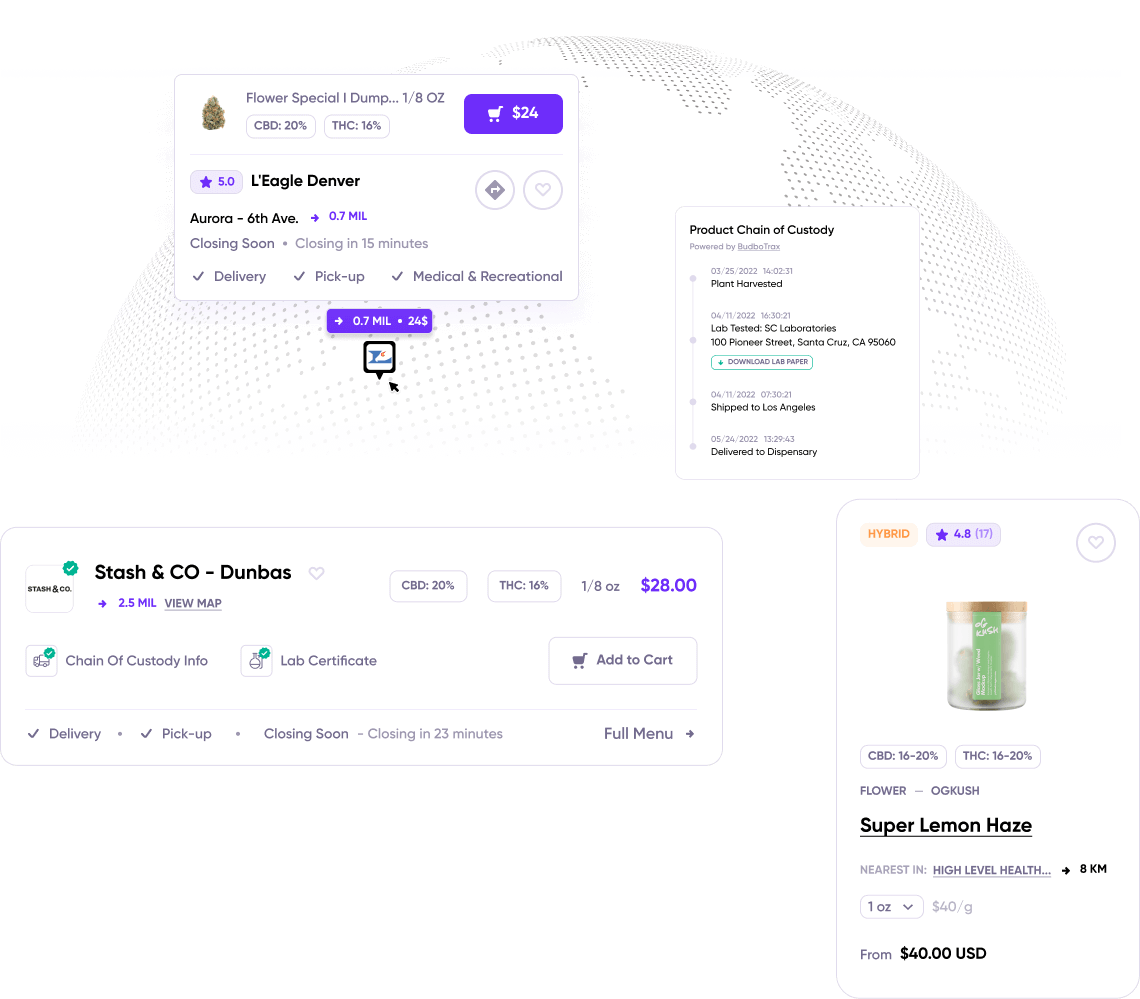 Flower Special I Dump... 1/8 OZ
CBD: 20%
THC: 16%
$24
5.0
L'Eagle Denver
Aurora - 6th Ave.
0.7 MIL
Closing Soon • Closing in 15 minutes
Delivery
Pick-up
Medical & Recreational
0.7 MIL • 24$
Product Chain of Custody
Powered by BudboTrax
03/25/2022 14:02:31
Plant Harvested
04/11/2022 16:30:21
Lab Tested: SC Laboratories
100 Pioneer Street, Santa Cruz, CA 95060
DOWNLOAD LAB PAPER
04/11/2022 07:30:21
Shipped to Los Angeles
05/24/2022 13:29:43
Delivered to Dispensary
STASH & CO.
Stash & CO - Dunbas
2.5 MIL
VIEW MAP
CBD: 20%
THC: 16%
1/8 oz
$28.00
Chain Of Custody Info
Lab Certificate
Add to Cart
Delivery • Pick-up • Closing Soon - Closing in 23 minutes
Full Menu
HYBRID
4.8 (17)
OG
KUSH
Glass Jar w/ Weed
Mockup
CBD: 16-20%
THC: 16-20%
FLOWER — OGKUSH
Super Lemon Haze
NEAREST IN: HIGH LEVEL HEALTH...
8 KM
1 oz
$40/g
From $40.00 USD